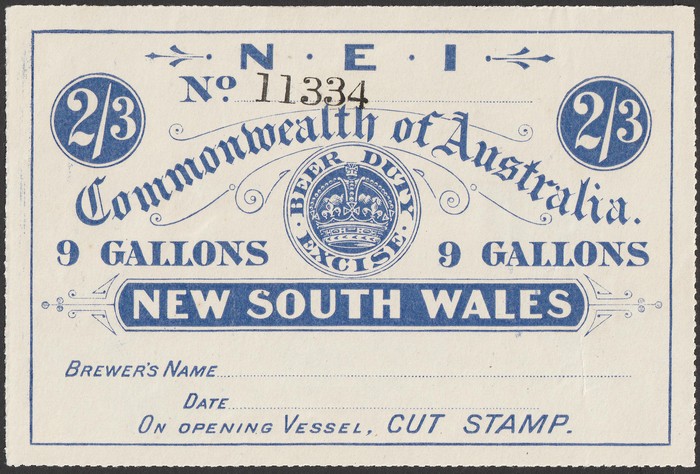 N · E · I
No. 11334
2/3
2/3
Commonwealth of Australia.
BEER DUTY
· EXCISE ·
9 GALLONS
9 GALLONS
NEW SOUTH WALES
BREWER'S NAME
DATE
ON OPENING VESSEL, CUT STAMP.